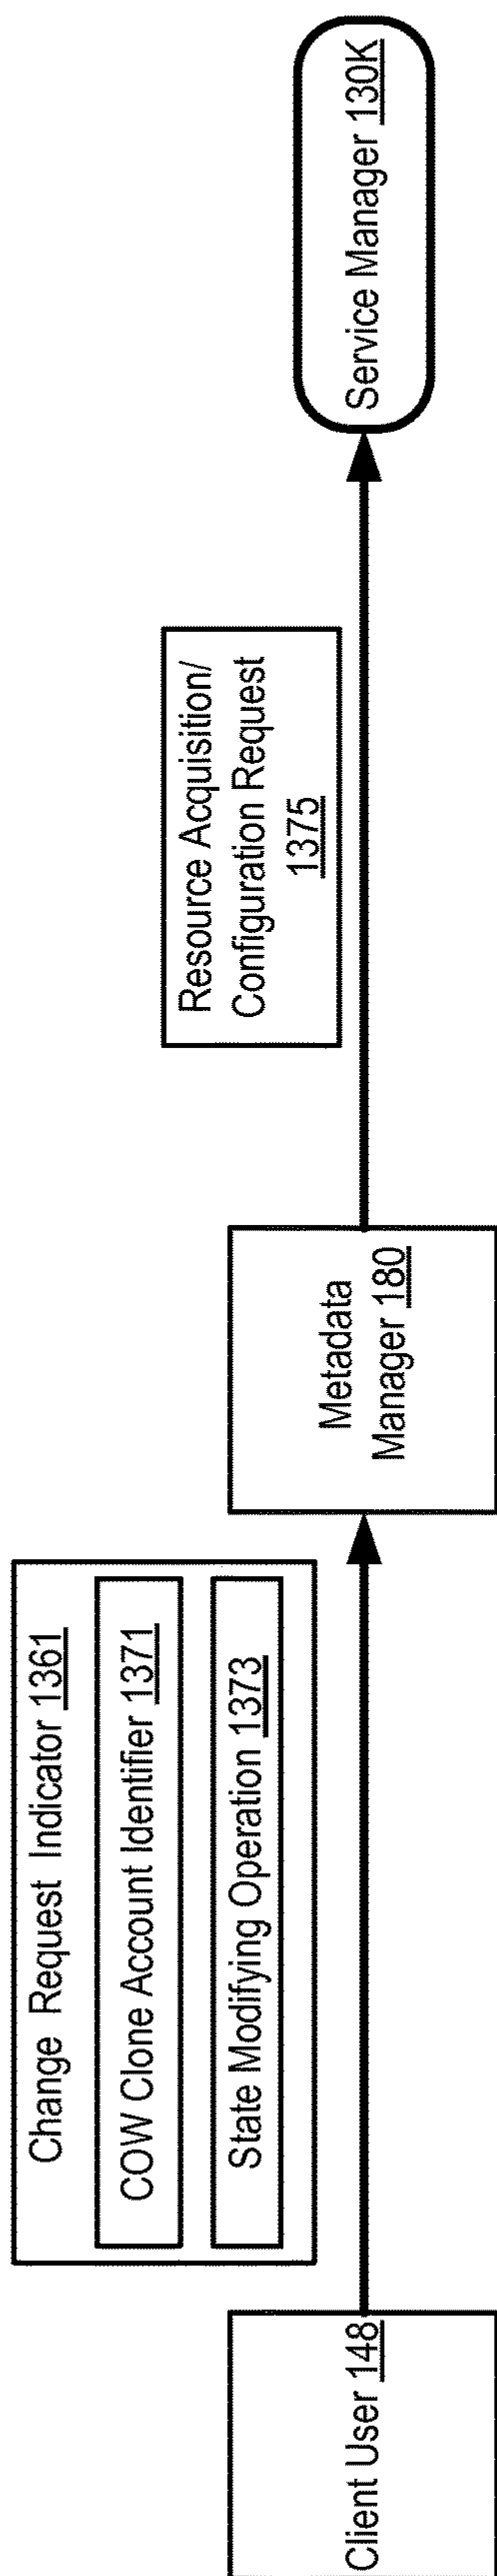 Client User 148
Change Request Indicator 1361
COW Clone Account Identifier 1371
State Modifying Operation 1373
Metadata
Manager 180
Resource Acquisition/
Configuration Request
1375
Service Manager 130K